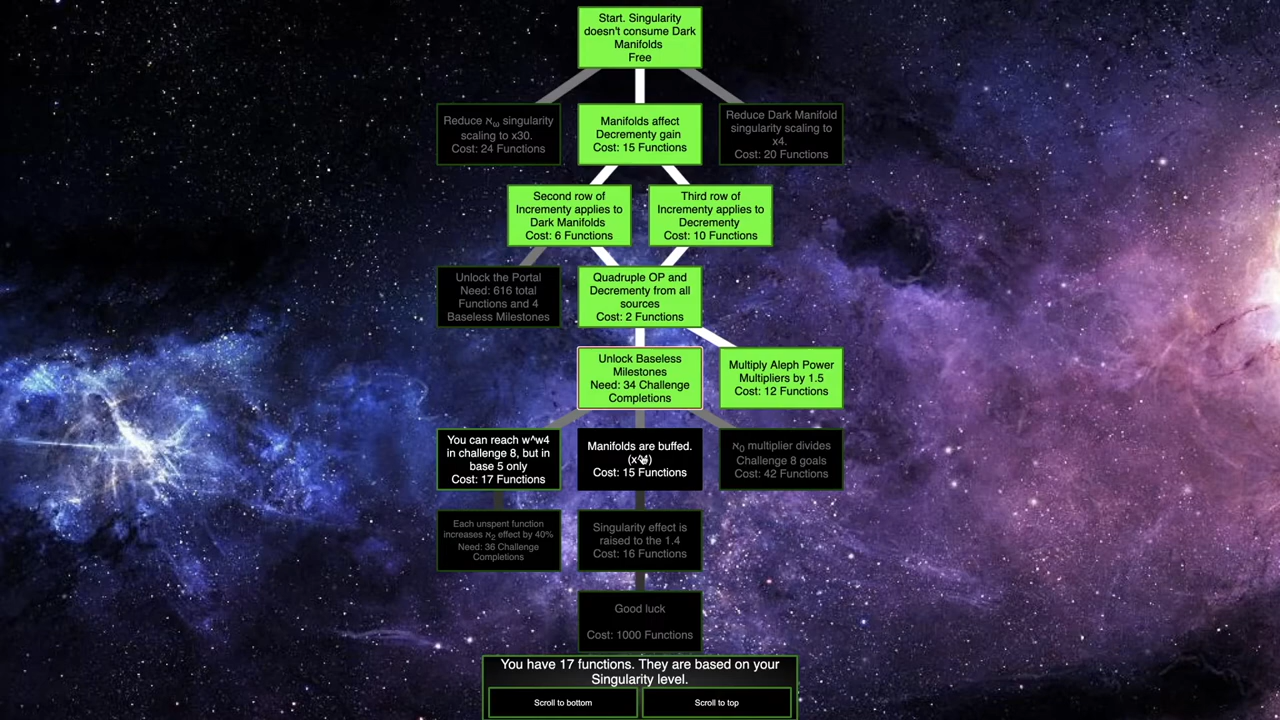 Start. Singularity
doesn't consume Dark
Manifolds
Free
Reduce ℵω singularity
scaling to x30.
Cost: 24 Functions
Manifolds affect
Decrementy gain
Cost: 15 Functions
Reduce Dark Manifold
singularity scaling to
x4.
Cost: 20 Functions
Second row of
Incrementy applies to
Dark Manifolds
Cost: 6 Functions
Third row of
Incrementy applies to
Decrementy
Cost: 10 Functions
Unlock the Portal
Need: 616 total
Functions and 4
Baseless Milestones
Quadruple OP and
Decrementy from all
sources
Cost: 2 Functions
Unlock Baseless
Milestones
Need: 34 Challenge
Completions
Multiply Aleph Power
Multipliers by 1.5
Cost: 12 Functions
You can reach w^w4
in challenge 8, but in
base 5 only
Cost: 17 Functions
Manifolds are buffed.
Cost: 15 Functions
ℵ0 multiplier divides
Challenge 8 goals
Cost: 42 Functions
Each unspent function
increases ℵ2 effect by 40%
Need: 36 Challenge
Completions
Singularity effect is
raised to the 1.4
Cost: 16 Functions
Good luck
Cost: 1000 Functions
You have 17 functions. They are based on your
Singularity level.
Scroll to bottom
Scroll to top